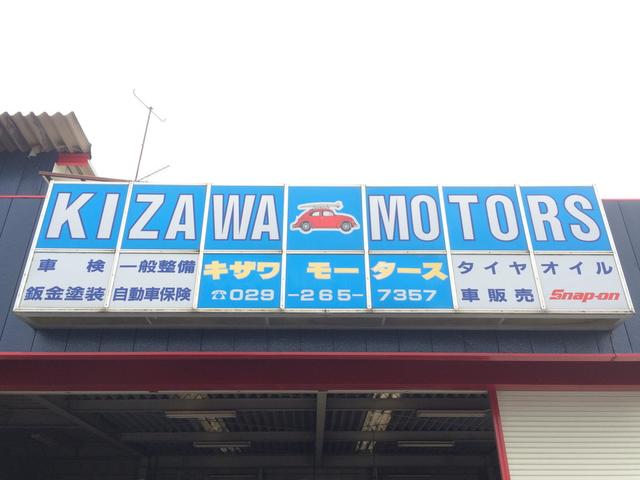 KIZAWA MOTORS
車検 一般整備 キザワ モータース タイヤ オイル
鈑金塗装 自動車保険 ☎029-265-7357 車販売 Snap-on